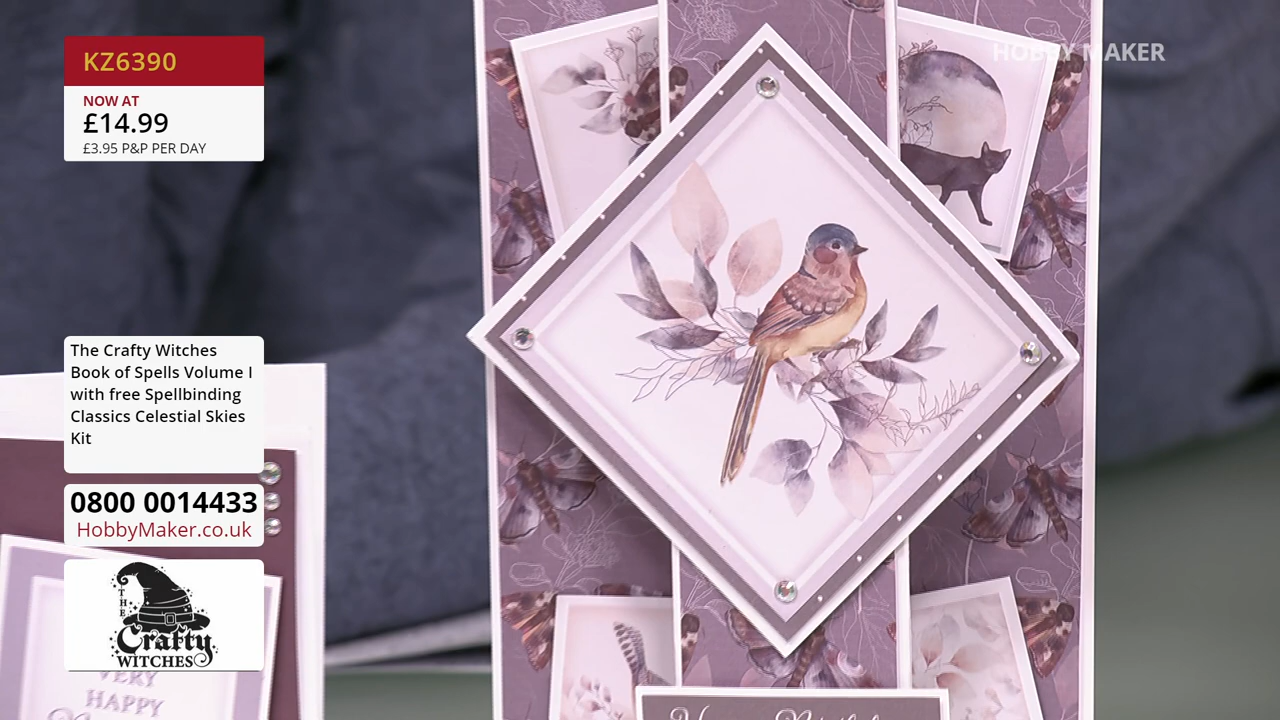 KZ6390
HOBBY MAKER
NOW AT
£14.99
£3.95 P&P PER DAY
The Crafty Witches
Book of Spells Volume I
with free Spellbinding
Classics Celestial Skies
Kit
0800 0014433
HobbyMaker.co.uk
THE
Crafty
WITCHES
VERY
HAPPY